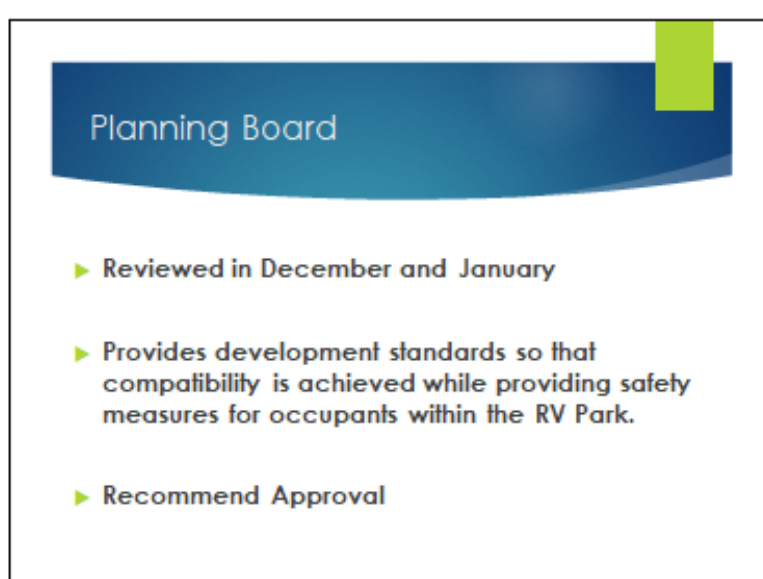 Planning Board
Reviewed in December and January
Provides development standards so that
compatibility is achieved while providing safety
measures for occupants within the RV Park.
Recommend Approval